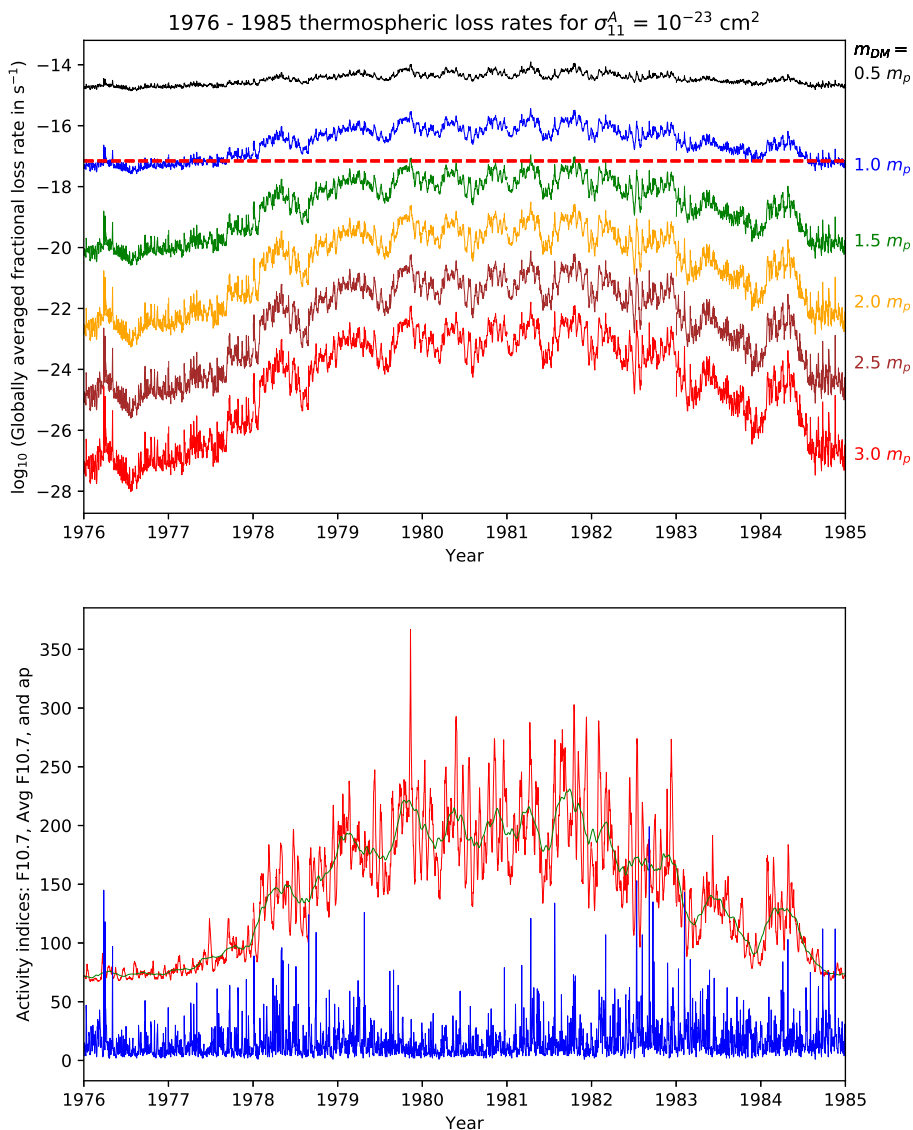 1976 - 1985 thermospheric loss rates for σ₁₁ᴬ = 10⁻²³ cm²
m_DM =
0.5 m_p
1.0 m_p
1.5 m_p
2.0 m_p
2.5 m_p
3.0 m_p
log₁₀ (Globally averaged fractional loss rate in s⁻¹)
−14
−16
−18
−20
−22
−24
−26
−28
1976 1977 1978 1979 1980 1981 1982 1983 1984 1985
Year
Activity indices: F10.7, Avg F10.7, and ap
350
300
250
200
150
100
50
0
1976 1977 1978 1979 1980 1981 1982 1983 1984 1985
Year